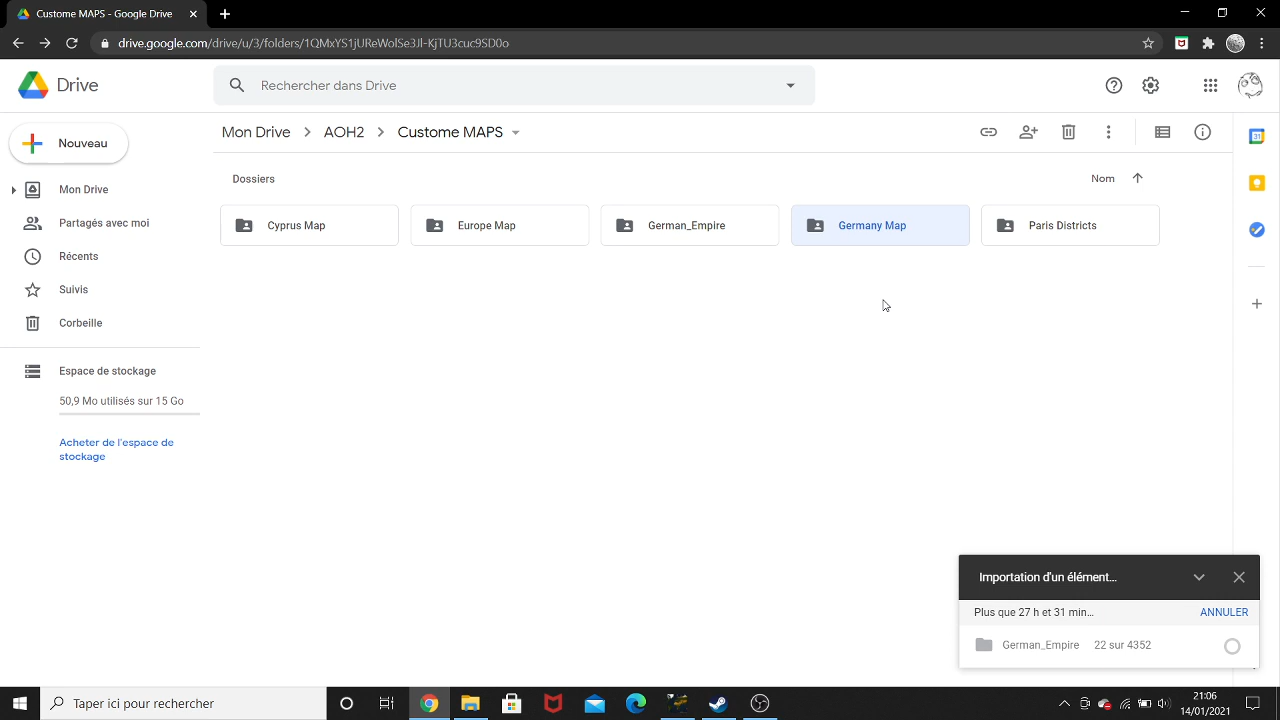 Custome MAPS - Google Drive
drive.google.com/drive/u/3/folders/1QMxYS1jUReWolSe3Jl-KjTU3cuc9SD0o
Drive
Rechercher dans Drive
Nouveau
Mon Drive > AOH2 > Custome MAPS
Mon Drive
Partagés avec moi
Récents
Suivis
Corbeille
Espace de stockage
50,9 Mo utilisés sur 15 Go
Acheter de l'espace de
stockage
Dossiers
Nom
Cyprus Map
Europe Map
German_Empire
Germany Map
Paris Districts
31
Importation d'un élément...
Plus que 27 h et 31 min...
ANNULER
German_Empire 22 sur 4352
Taper ici pour rechercher
21:06
14/01/2021